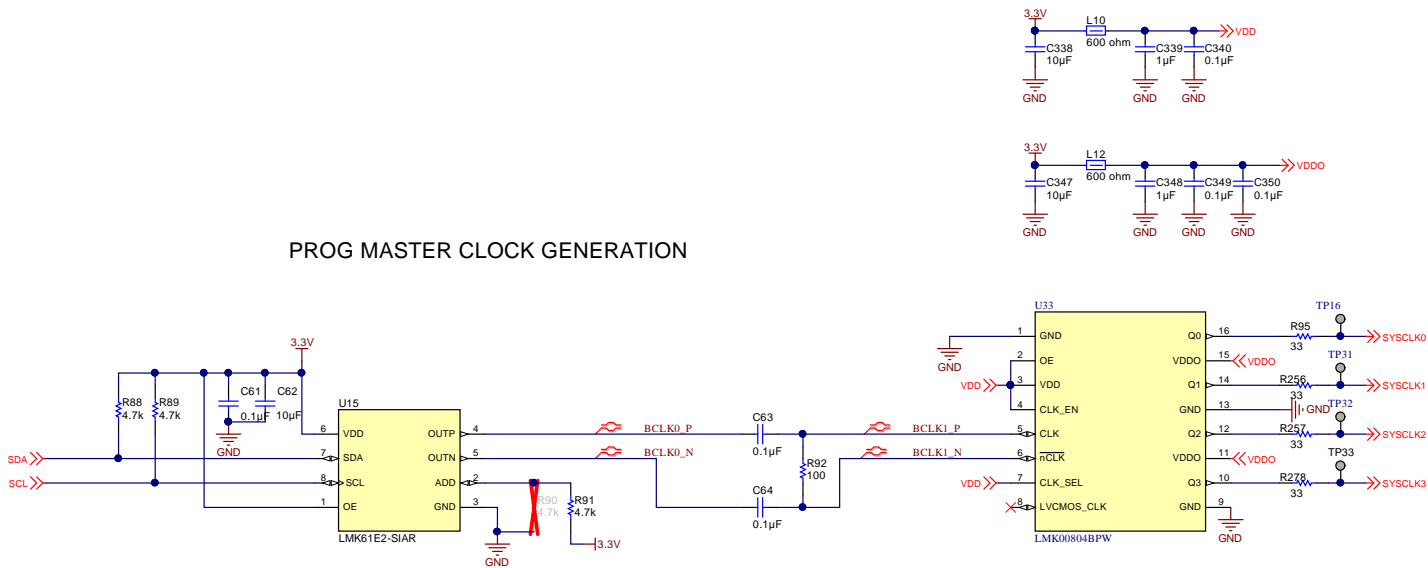 3.3V
L10
600 ohm
VDD
C338
10µF
C339
1µF
C340
0.1µF
GND
GND
GND
3.3V
L12
600 ohm
VDDO
C347
10µF
C348
1µF
C349
0.1µF
C350
0.1µF
GND
GND
GND
GND
PROG MASTER CLOCK GENERATION
3.3V
R88
4.7k
R89
4.7k
C61
0.1µF
C62
10µF
GND
SDA
SCL
U15
6 VDD OUTP 4
7 SDA OUTN 5
8 SCL ADD 2
1 OE GND 3
LMK61E2-SIAR
R90
4.7k
R91
4.7k
3.3V
GND
BCLK0_P
BCLK0_N
C63
0.1µF
C64
0.1µF
R92
100
BCLK1_P
BCLK1_N
GND
VDD
VDD
U33
1 GND Q0 16
2 OE VDDO 15
3 VDD Q1 14
4 CLK_EN GND 13
5 CLK Q2 12
6 nCLK VDDO 11
7 CLK_SEL Q3 10
8 LVCMOS_CLK GND 9
LMK00804BPW
TP16
R95
33
SYSCLK0
VDDO
TP31
R256
33
SYSCLK1
GND
TP32
R257
33
SYSCLK2
VDDO
TP33
R278
33
SYSCLK3
GND